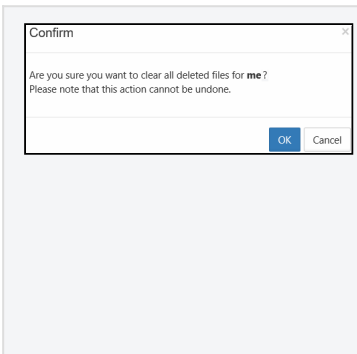 Confirm ×
Are you sure you want to clear all deleted files for me?
Please note that this action cannot be undone.
OK Cancel